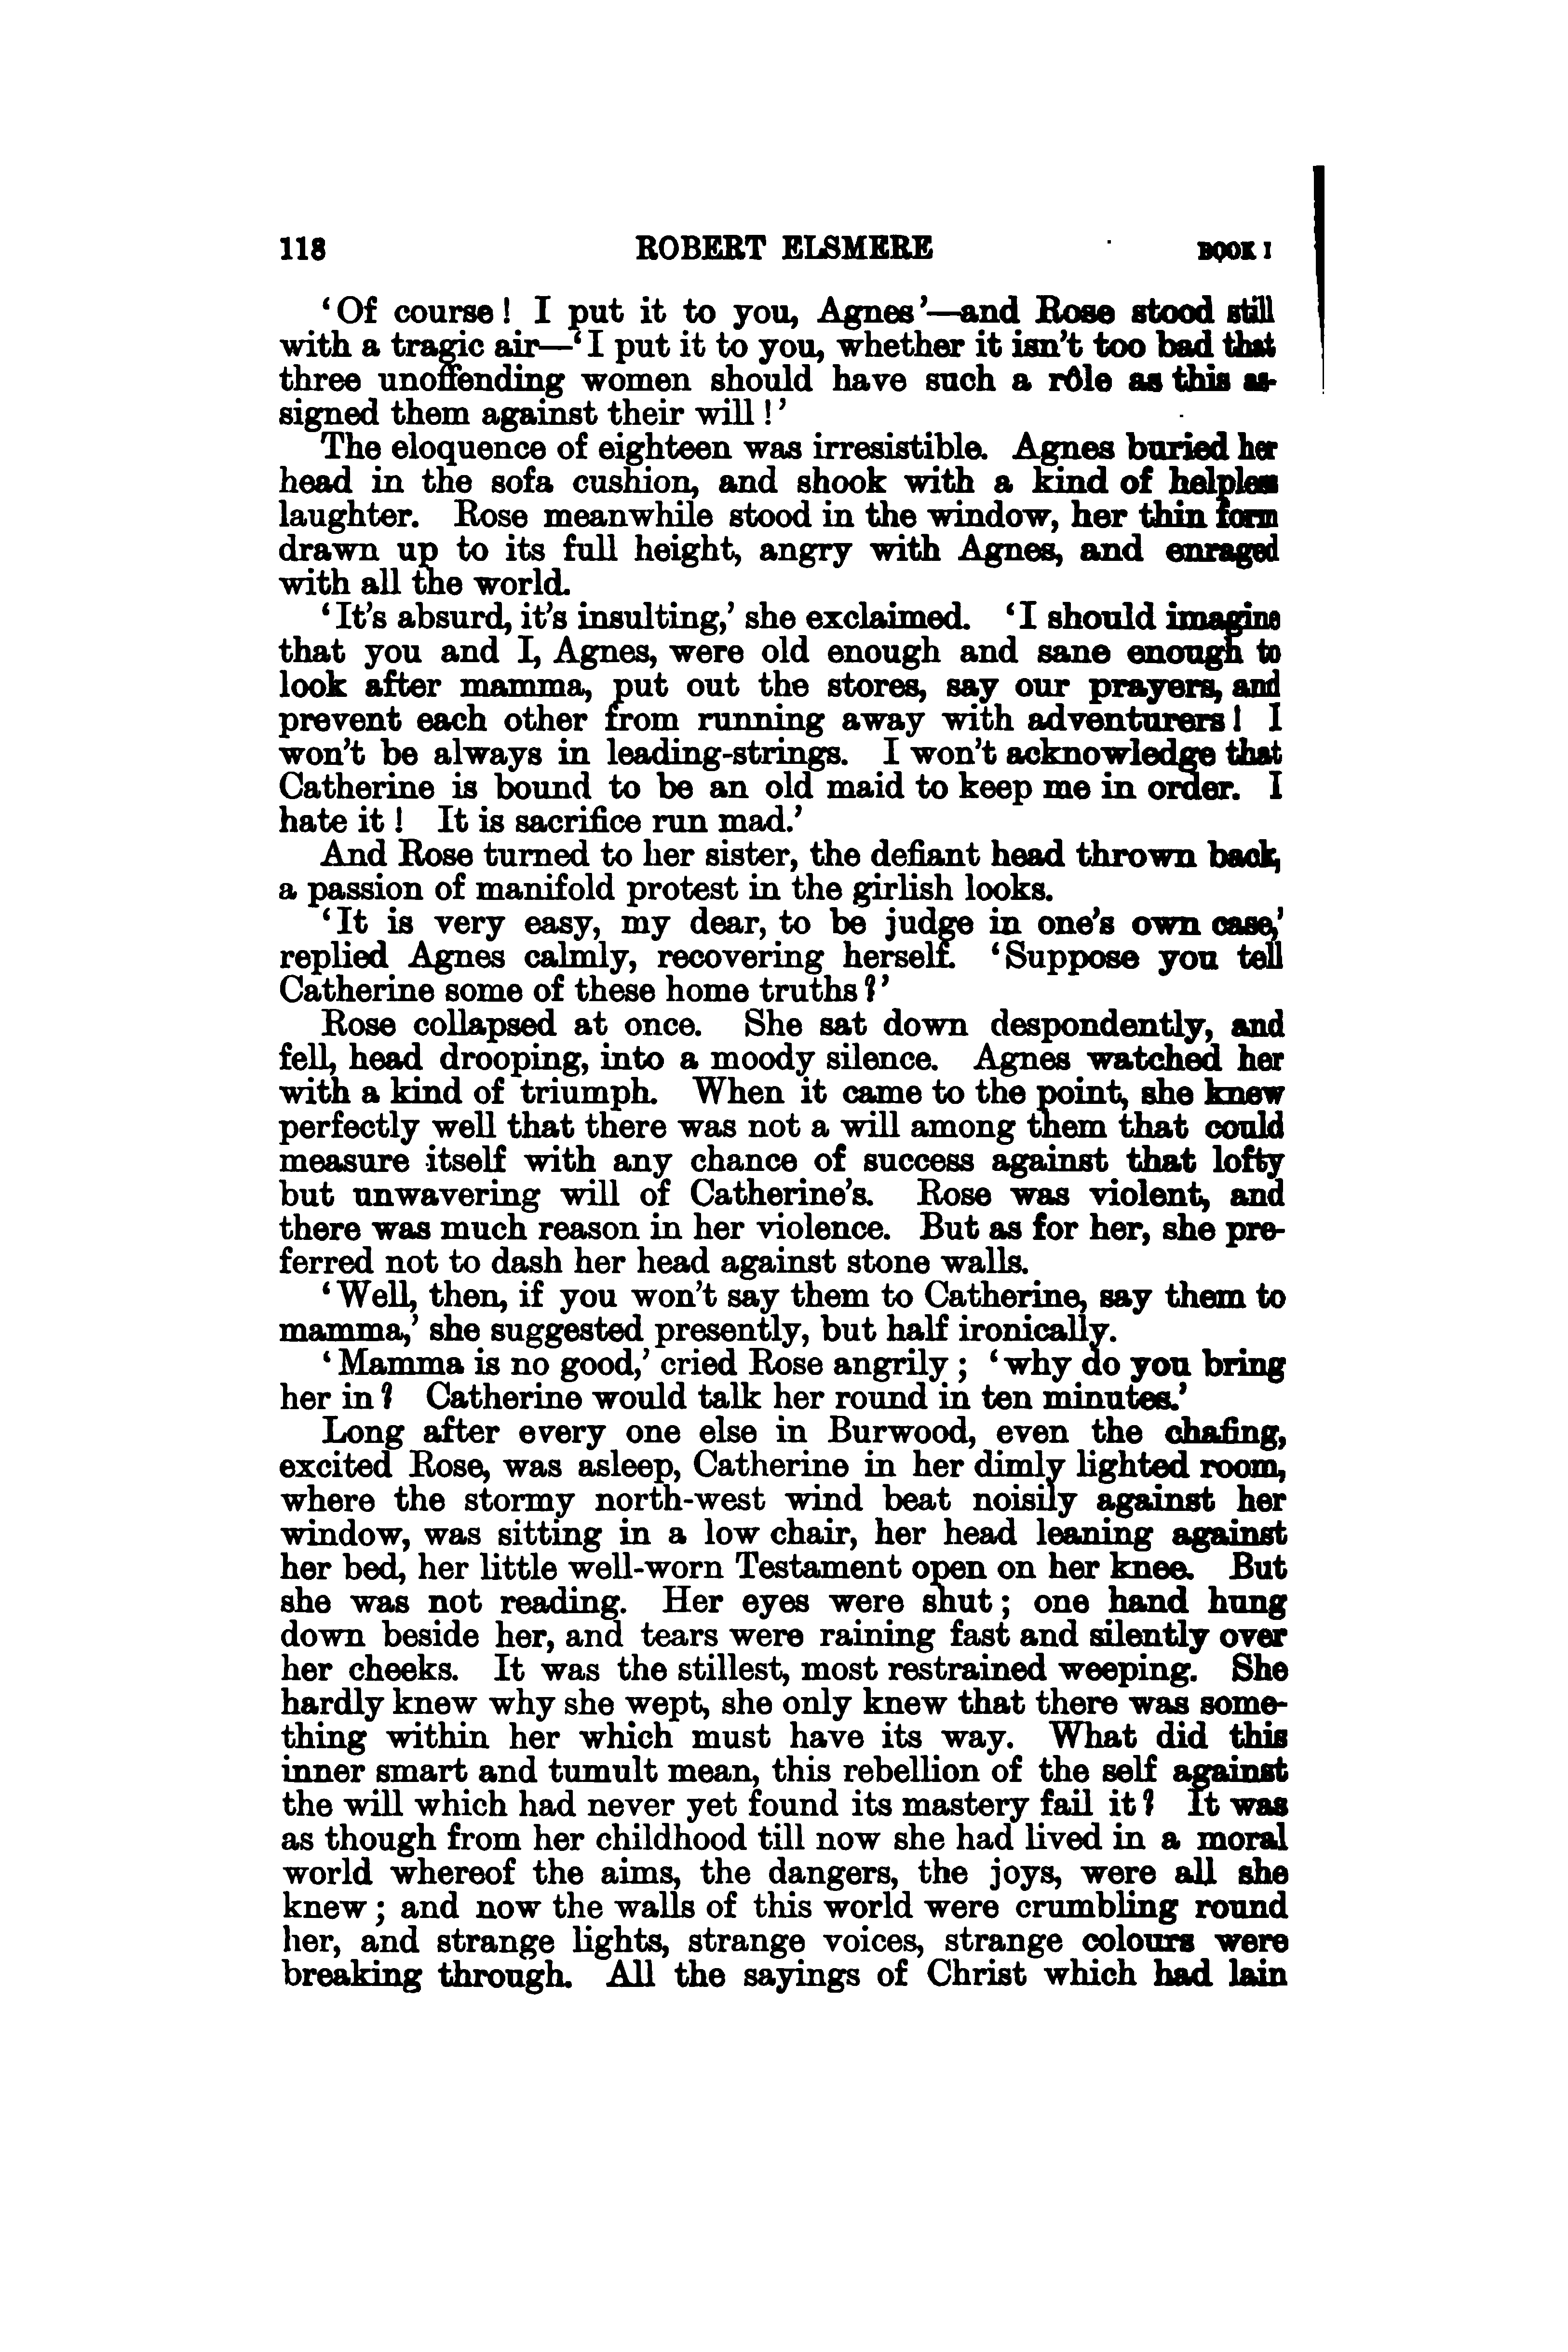 118 ROBERT ELSMERE BOOK I
‘Of course! I put it to you, Agnes’—and Rose stood still
with a tragic air—‘I put it to you, whether it isn’t too bad that
three unoffending women should have such a rôle as this as-
signed them against their will!’
The eloquence of eighteen was irresistible. Agnes buried her
head in the sofa cushion, and shook with a kind of helpless
laughter. Rose meanwhile stood in the window, her thin form
drawn up to its full height, angry with Agnes, and enraged
with all the world.
‘It’s absurd, it’s insulting,’ she exclaimed. ‘I should imagine
that you and I, Agnes, were old enough and sane enough to
look after mamma, put out the stores, say our prayers, and
prevent each other from running away with adventurers! I
won’t be always in leading-strings. I won’t acknowledge that
Catherine is bound to be an old maid to keep me in order. I
hate it! It is sacrifice run mad.’
And Rose turned to her sister, the defiant head thrown back,
a passion of manifold protest in the girlish looks.
‘It is very easy, my dear, to be judge in one’s own case,’
replied Agnes calmly, recovering herself. ‘Suppose you tell
Catherine some of these home truths?’
Rose collapsed at once. She sat down despondently, and
fell, head drooping, into a moody silence. Agnes watched her
with a kind of triumph. When it came to the point, she knew
perfectly well that there was not a will among them that could
measure itself with any chance of success against that lofty
but unwavering will of Catherine’s. Rose was violent, and
there was much reason in her violence. But as for her, she pre-
ferred not to dash her head against stone walls.
‘Well, then, if you won’t say them to Catherine, say them to
mamma,’ she suggested presently, but half ironically.
‘Mamma is no good,’ cried Rose angrily; ‘why do you bring
her in? Catherine would talk her round in ten minutes.’
Long after every one else in Burwood, even the chafing,
excited Rose, was asleep, Catherine in her dimly lighted room,
where the stormy north-west wind beat noisily against her
window, was sitting in a low chair, her head leaning against
her bed, her little well-worn Testament open on her knee. But
she was not reading. Her eyes were shut; one hand hung
down beside her, and tears were raining fast and silently over
her cheeks. It was the stillest, most restrained weeping. She
hardly knew why she wept, she only knew that there was some-
thing within her which must have its way. What did this
inner smart and tumult mean, this rebellion of the self against
the will which had never yet found its mastery fail it? It was
as though from her childhood till now she had lived in a moral
world whereof the aims, the dangers, the joys, were all she
knew; and now the walls of this world were crumbling round
her, and strange lights, strange voices, strange colours were
breaking through. All the sayings of Christ which had lain